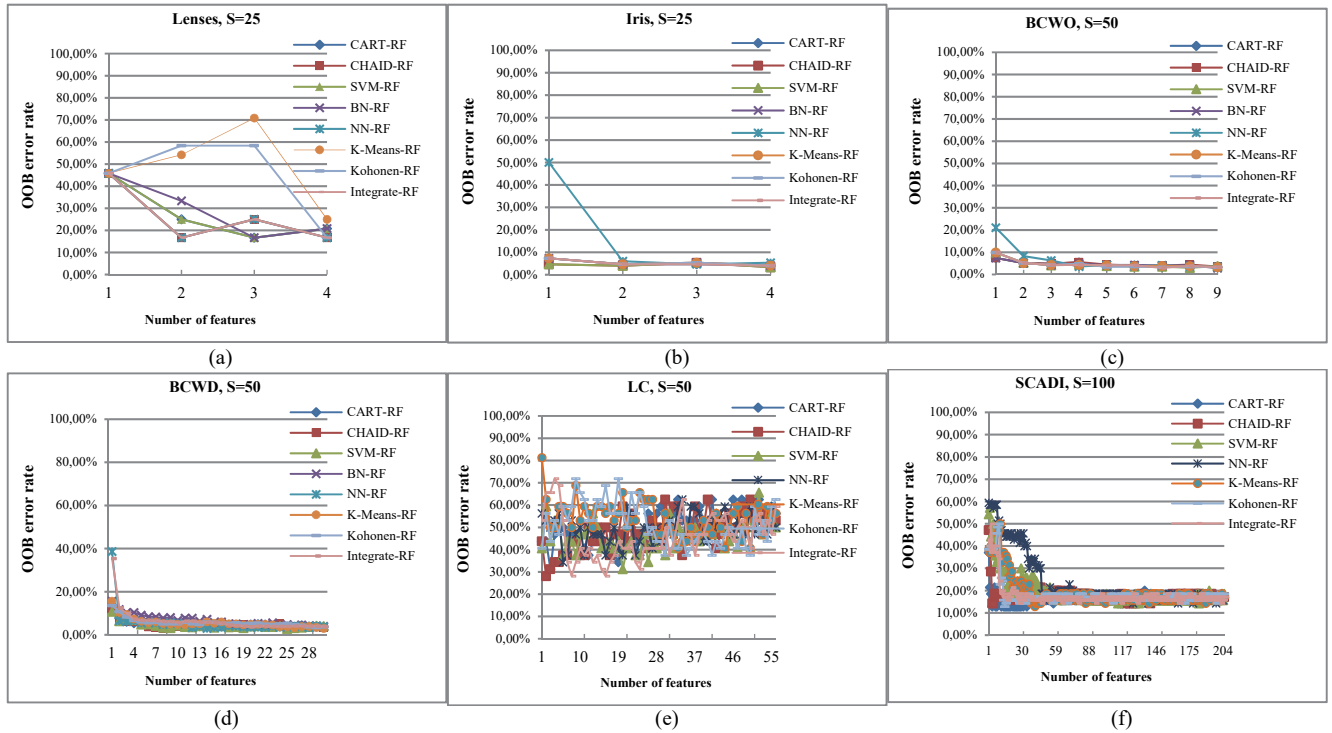 Lenses, S=25
100,00%
90,00%
80,00%
70,00%
60,00%
50,00%
40,00%
30,00%
20,00%
10,00%
0,00%
OOB error rate
1 2 3 4
Number of features
CART-RF
CHAID-RF
SVM-RF
BN-RF
NN-RF
K-Means-RF
Kohonen-RF
Integrate-RF
(a)
Iris, S=25
100,00%
90,00%
80,00%
70,00%
60,00%
50,00%
40,00%
30,00%
20,00%
10,00%
0,00%
OOB error rate
1 2 3 4
Number of features
CART-RF
CHAID-RF
SVM-RF
BN-RF
NN-RF
K-Means-RF
Kohonen-RF
Integrate-RF
(b)
BCWO, S=50
100,00%
90,00%
80,00%
70,00%
60,00%
50,00%
40,00%
30,00%
20,00%
10,00%
0,00%
OOB error rate
1 2 3 4 5 6 7 8 9
Number of features
CART-RF
CHAID-RF
SVM-RF
BN-RF
NN-RF
K-Means-RF
Kohonen-RF
Integrate-RF
(c)
BCWD, S=50
100,00%
80,00%
60,00%
40,00%
20,00%
0,00%
OOB error rate
1 4 7 10 13 16 19 22 25 28
Number of features
CART-RF
CHAID-RF
SVM-RF
BN-RF
NN-RF
K-Means-RF
Kohonen-RF
Integrate-RF
(d)
LC, S=50
100,00%
90,00%
80,00%
70,00%
60,00%
50,00%
40,00%
30,00%
20,00%
10,00%
0,00%
OOB error rate
1 10 19 28 37 46 55
Number of features
CART-RF
CHAID-RF
SVM-RF
NN-RF
K-Means-RF
Kohonen-RF
Integrate-RF
(e)
SCADI, S=100
100,00%
90,00%
80,00%
70,00%
60,00%
50,00%
40,00%
30,00%
20,00%
10,00%
0,00%
OOB error rate
1 30 59 88 117 146 175 204
Number of features
CART-RF
CHAID-RF
SVM-RF
NN-RF
K-Means-RF
Kohonen-RF
Integrate-RF
(f)